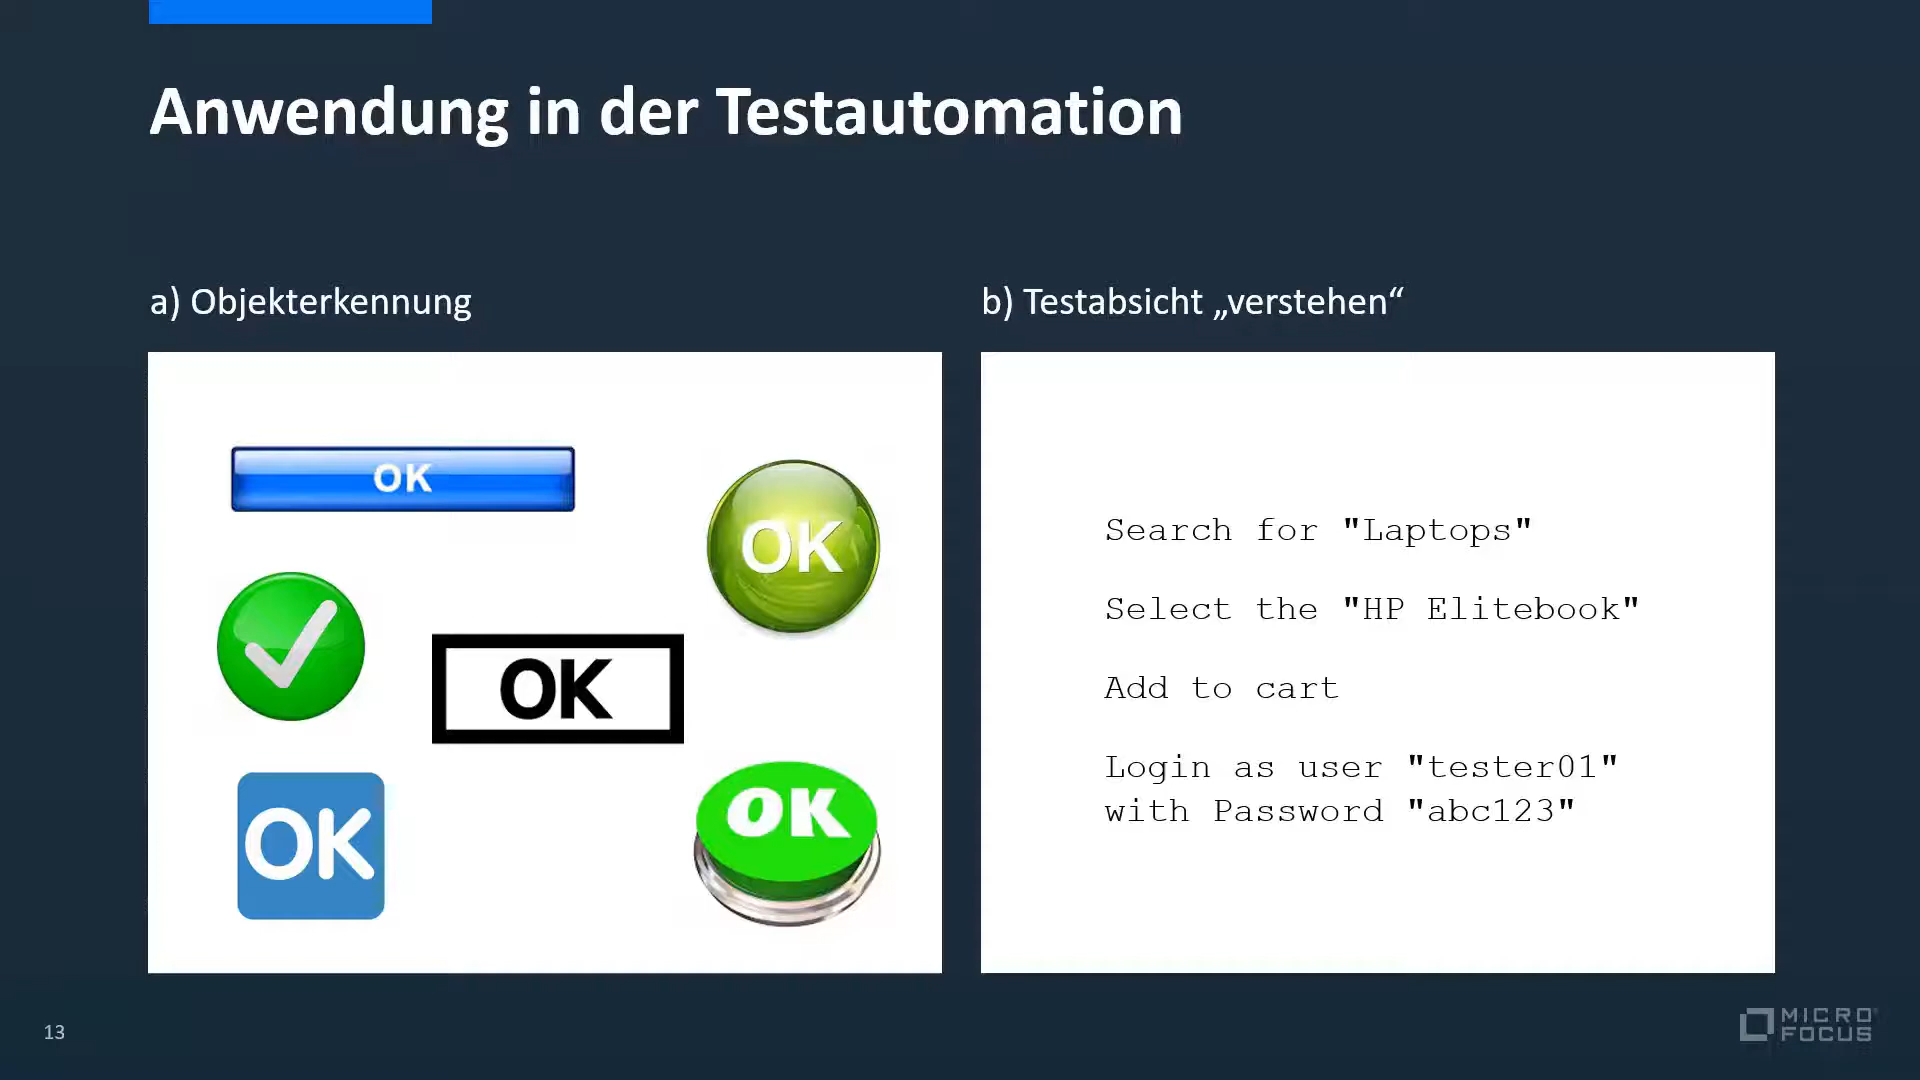 Anwendung in der Testautomation
a) Objekterkennung
OK
OK
OK
OK
OK
b) Testabsicht „verstehen“
Search for "Laptops"
Select the "HP Elitebook"
Add to cart
Login as user "tester01"
with Password "abc123"
13
MICRO
FOCUS